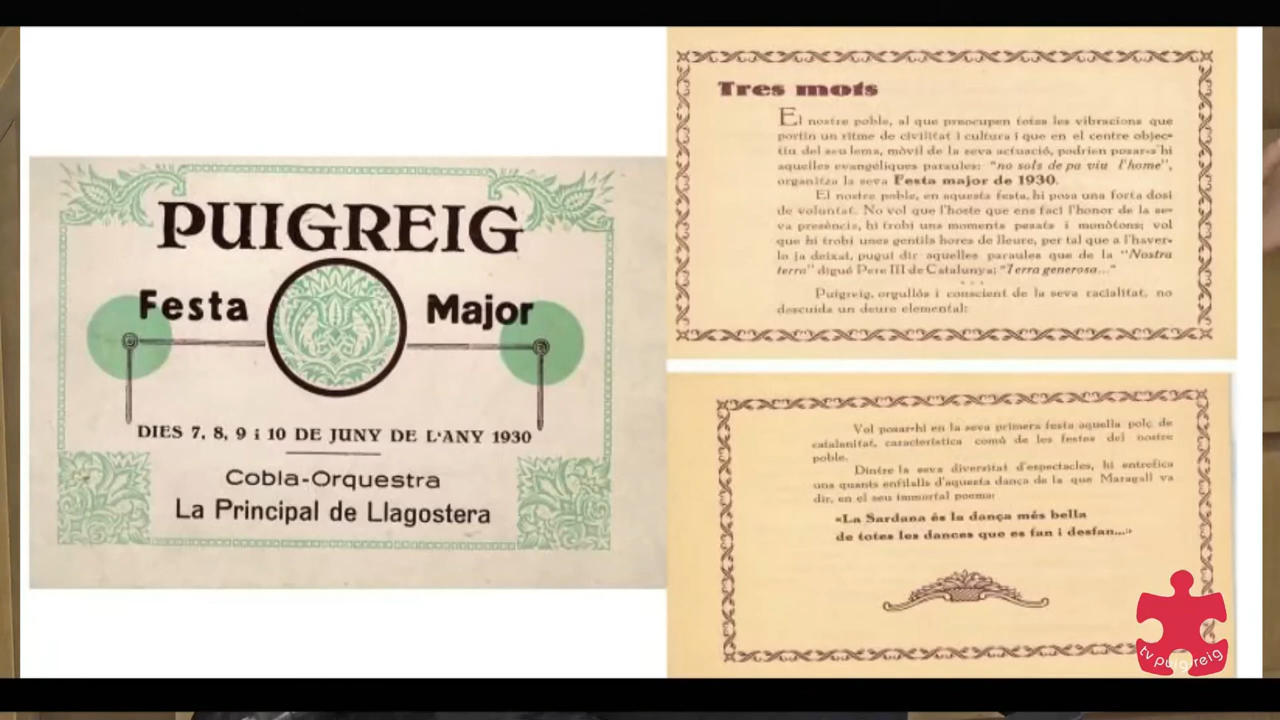 PUIGREIG
Festa Major
DIES 7, 8, 9 i 10 DE JUNY DE L'ANY 1930
Cobla-Orquestra
La Principal de Llagostera
Tres mots
El nostre poble, al que preocupen totes les vibracions que
portin un ritme de civilitat i cultura i que en el centre objec-
tiu del seu lema, mòvil de la seva actuació, podrien posar-s'hi
aquelles evangèliques paraules: "no sols de pa viu l'home",
organitza la seva Festa major de 1930.
El nostre poble, en aquesta festa, hi posa una forta dosi
de voluntat. No vol que l'hoste que ens faci l'honor de la se-
va presència, hi trobi uns moments pesats i monòtons; vol
que hi trobi unes gentils hores de lleure, per tal que a l'haver-
la ja deixat, pugui dir aquelles paraules que de la "Nostra
terra" digué Pere III de Catalunya: "Terra generosa..."
Puigreig, orgullós i conscient de la seva racialitat, no
descuida un deure elemental:
Vol posar-hi en la seva primera festa aquella pols de
catalanitat, característica comú de les festes del nostre
poble.
Dintre la seva diversitat d'espectacles, hi entrefica
una quants enfilalls d'aquesta dança de la que Maragall va
dir, en el seu immortal poema:
«La Sardana és la dança més bella
de totes les dances que es fan i desfan...»
tv puig-reig